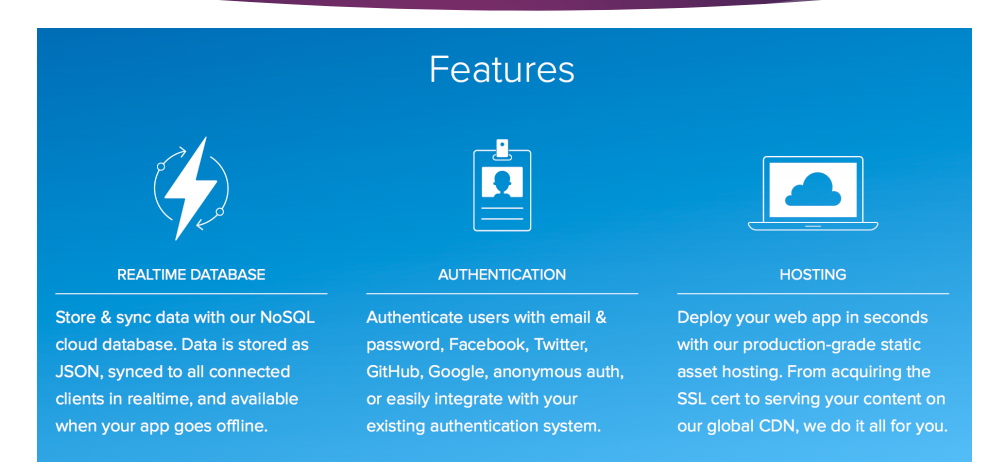 Features
REALTIME DATABASE
Store & sync data with our NoSQL
cloud database. Data is stored as
JSON, synced to all connected
clients in realtime, and available
when your app goes offline.
AUTHENTICATION
Authenticate users with email &
password, Facebook, Twitter,
GitHub, Google, anonymous auth,
or easily integrate with your
existing authentication system.
HOSTING
Deploy your web app in seconds
with our production-grade static
asset hosting. From acquiring the
SSL cert to serving your content on
our global CDN, we do it all for you.